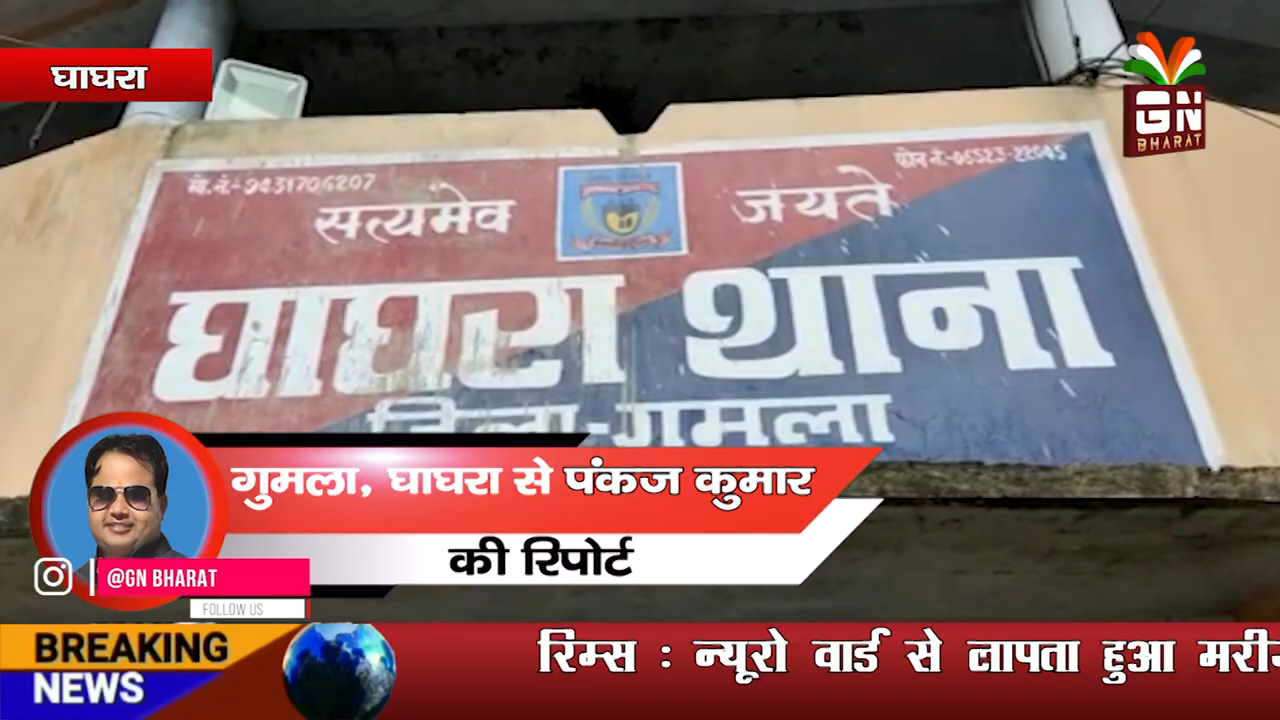 घाघरा
GN
BHARAT
मो.नं.-9431706207
फोन नं.-06523-22045
सत्यमेव जयते
घाघरा थाना
जिला-गुमला
गुमला, घाघरा से पंकज कुमार
की रिपोर्ट
@GN BHARAT
FOLLOW US
BREAKING
NEWS
रिम्स : न्यूरो वार्ड से लापता हुआ